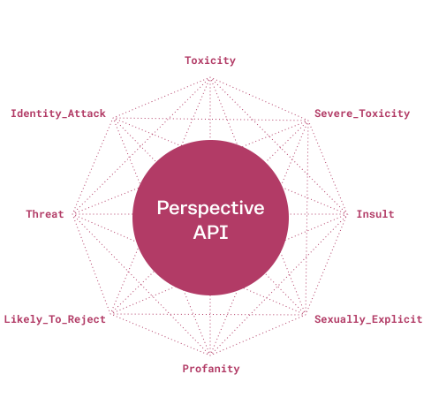 Toxicity
Identity_Attack
Severe_Toxicity
Threat
Perspective
API
Insult
Likely_To_Reject
Sexually_Explicit
Profanity